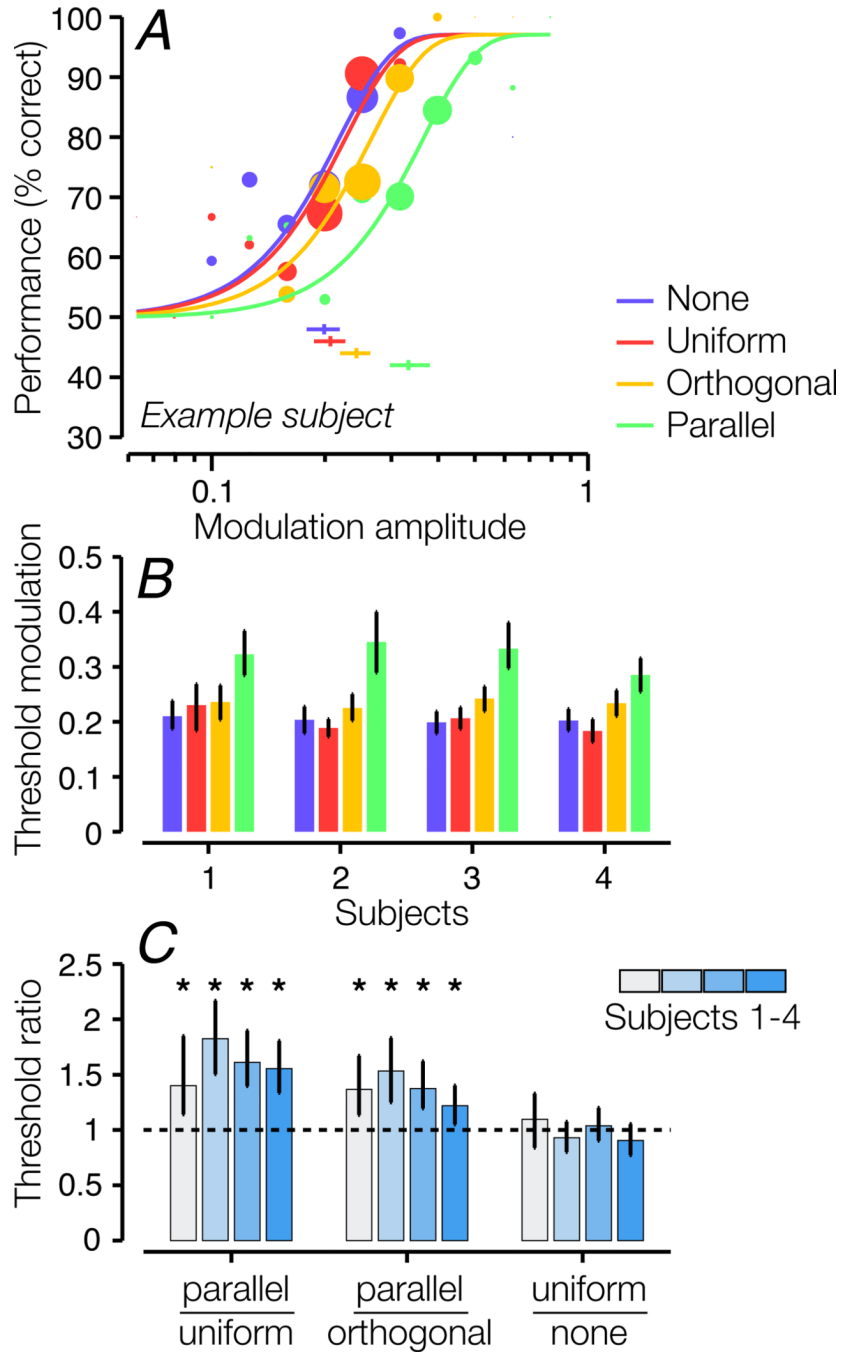 A
100
90
80
70
60
50
40
30
Performance (% correct)
Example subject
None
Uniform
Orthogonal
Parallel
0.1
1
Modulation amplitude
B
0.5
0.4
0.3
0.2
0.1
0
Threshold modulation
1
2
3
4
Subjects
C
2.5
2
1.5
1
0.5
0
Threshold ratio
* * * *
* * * *
Subjects 1-4
parallel
uniform
parallel
orthogonal
uniform
none